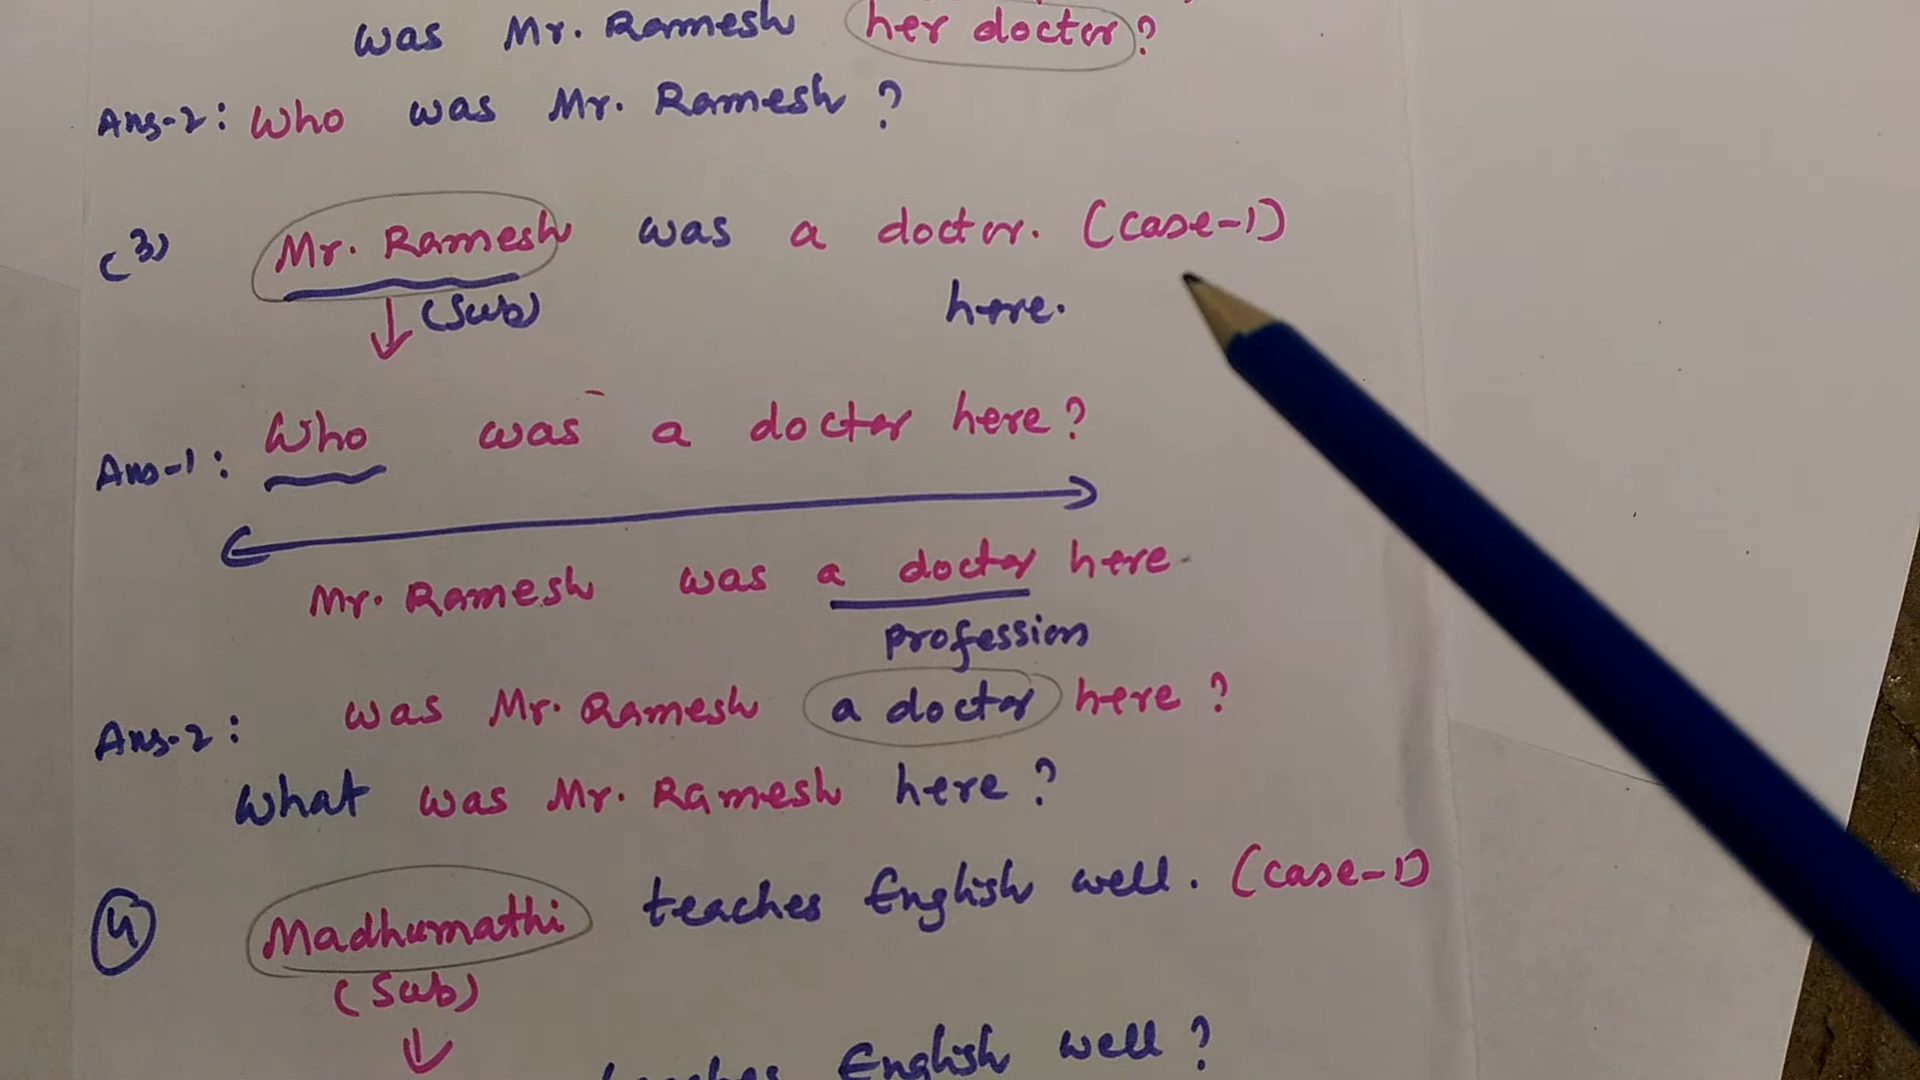 was Mr. Ramesh her doctor?
Ans-2: Who was Mr. Ramesh?
(3) Mr. Ramesh was a doctor. (case-1)
(Sub) here.
Ans-1: Who was a doctor here?
Mr. Ramesh was a doctor here.
profession
Ans-2: was Mr. Ramesh a doctor here?
What was Mr. Ramesh here?
4 Madhumathi teaches English well. (case-1)
(Sub)
teaches English well?